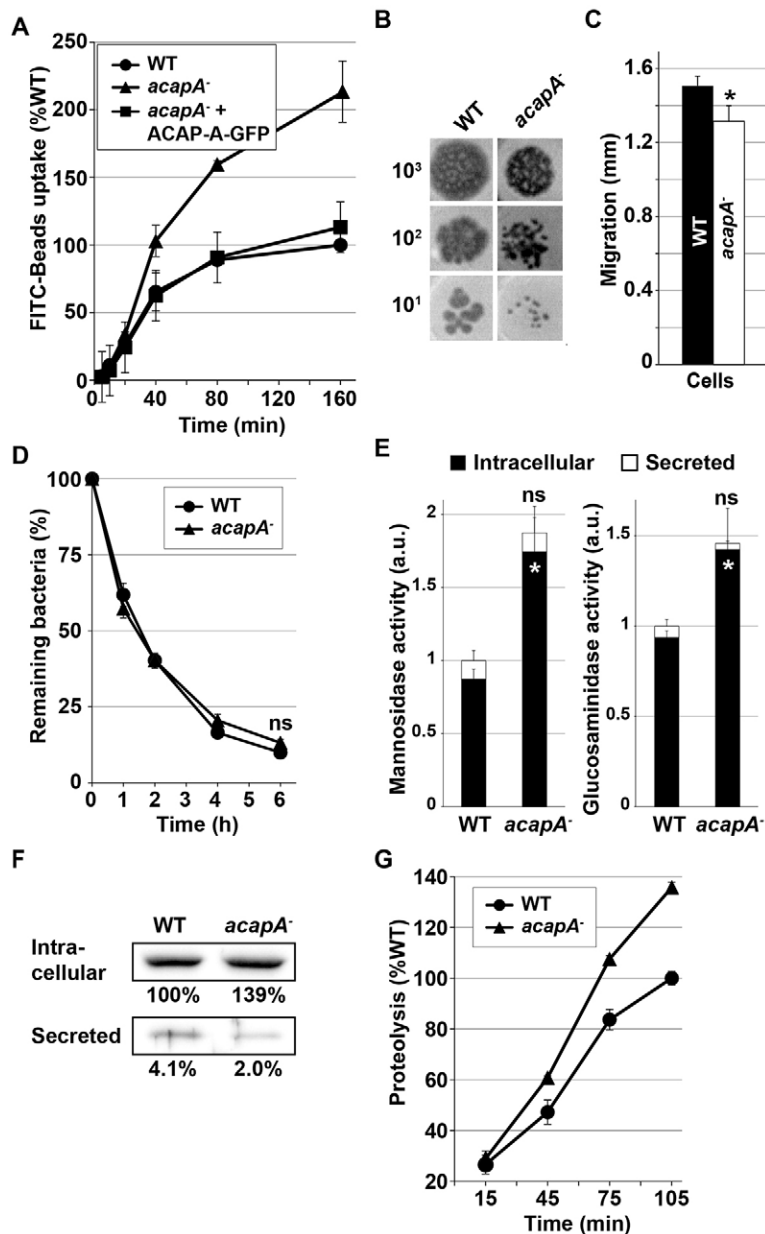 A
FITC-Beads uptake (%WT)
250
200
150
100
50
0
WT
acapA-
acapA- +
ACAP-A-GFP
0 40 80 120 160
Time (min)
B
WT acapA-
10³
10²
10¹
C
Migration (mm)
1.6
1.2
1.6
0.4
0
WT
acapA-
*
Cells
D
Remaining bacteria (%)
100
75
50
25
0
WT
acapA-
ns
0 1 2 3 4 5 6
Time (h)
E
Intracellular Secreted
Mannosidase activity (a.u.)
2
1.5
1
0.5
0
ns
*
WT acapA-
Glucosaminidase activity (a.u.)
1.5
1
0.5
0
ns
*
WT acapA-
F
WT acapA-
Intra-
cellular
100% 139%
Secreted
4.1% 2.0%
G
Proteolysis (%WT)
140
120
100
80
60
40
20
WT
acapA-
15 45 75 105
Time (min)